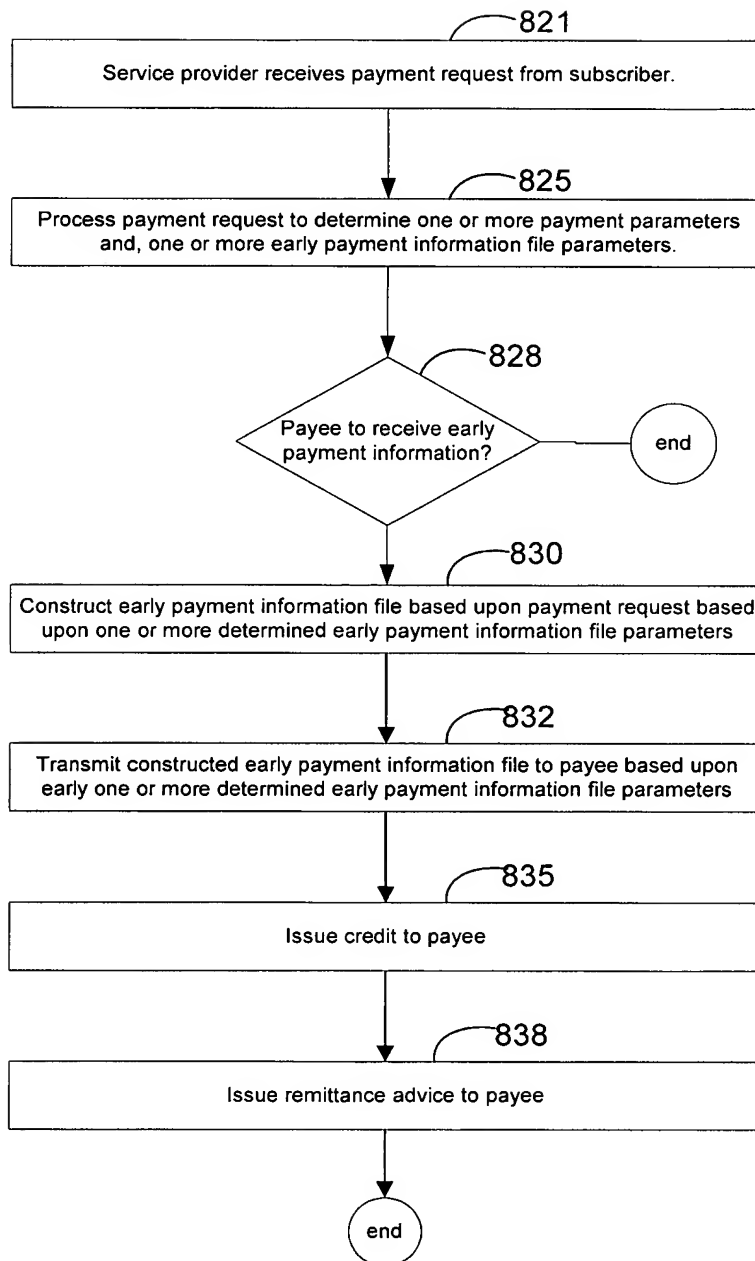 821
Service provider receives payment request from subscriber.
825
Process payment request to determine one or more payment parameters
and, one or more early payment information file parameters.
828
Payee to receive early
payment information?
end
830
Construct early payment information file based upon payment request based
upon one or more determined early payment information file parameters
832
Transmit constructed early payment information file to payee based upon
early one or more determined early payment information file parameters
835
Issue credit to payee
838
Issue remittance advice to payee
end